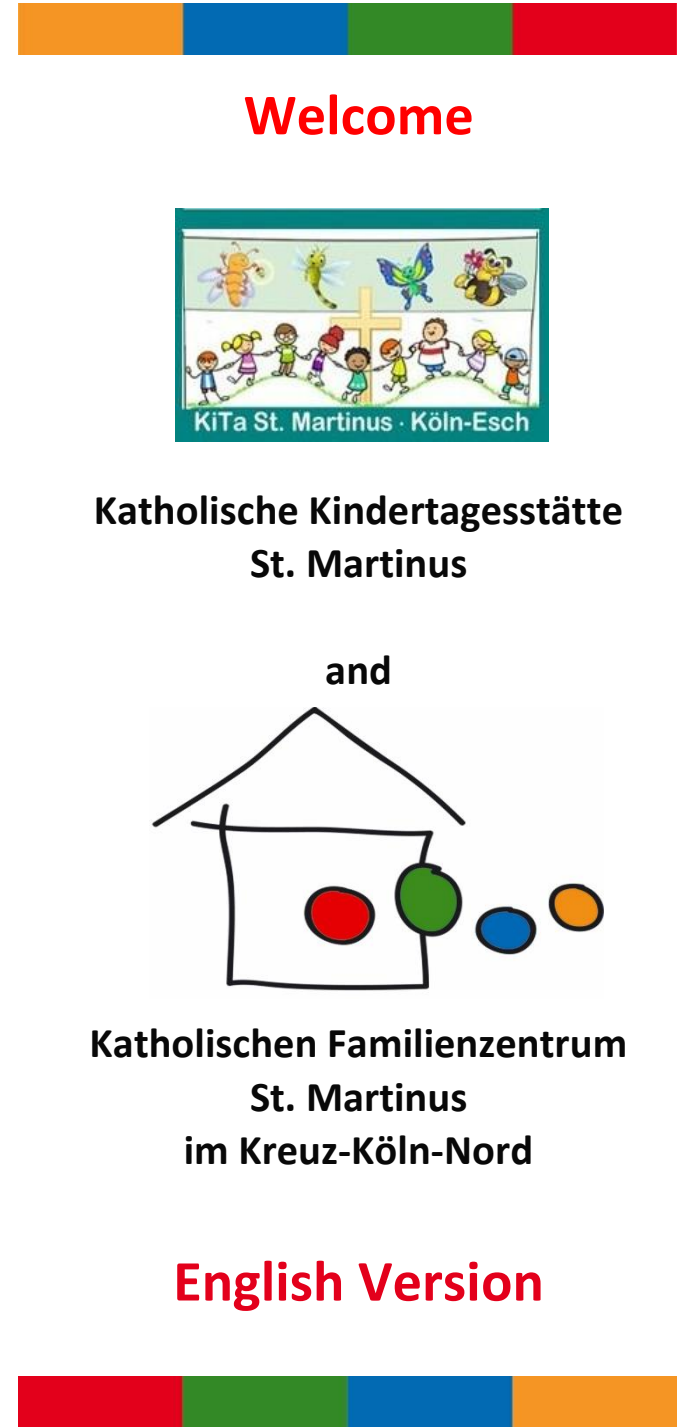 Welcome
KiTa St. Martinus · Köln-Esch
Katholische Kindertagesstätte
St. Martinus
and
Katholischen Familienzentrum
St. Martinus
im Kreuz-Köln-Nord
English Version